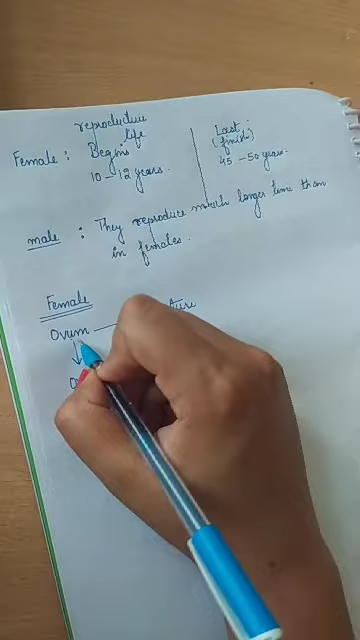 reproductive
life
Female : Begins
10 – 12 years.
Last
(finish)
45 – 50 years.
male : They reproduce much longer time than
in females.
Female
Ovum —